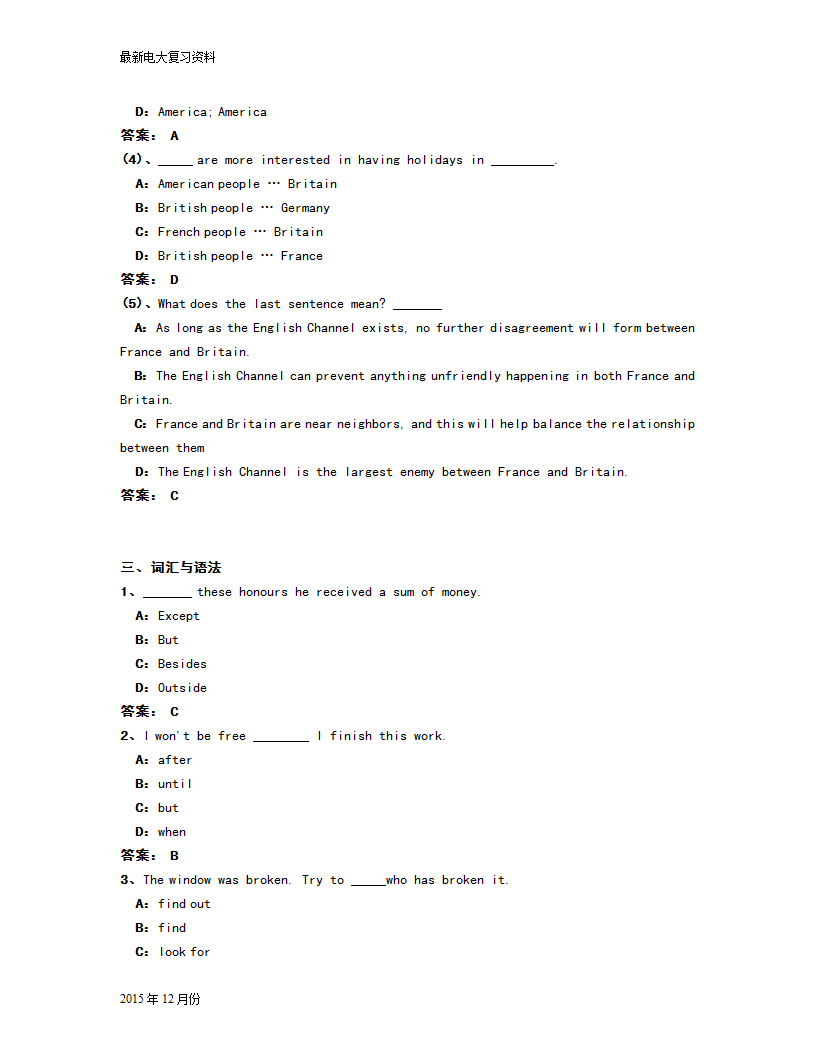 最新电大复习资料
D：America; America
答案： A
(4)、_____ are more interested in having holidays in _________.
A：American people … Britain
B：British people … Germany
C：French people … Britain
D：British people … France
答案： D
(5)、What does the last sentence mean? _______
A：As long as the English Channel exists, no further disagreement will form between
France and Britain.
B：The English Channel can prevent anything unfriendly happening in both France and
Britain.
C：France and Britain are near neighbors, and this will help balance the relationship
between them
D：The English Channel is the largest enemy between France and Britain.
答案： C
三、词汇与语法
1、_______ these honours he received a sum of money.
A：Except
B：But
C：Besides
D：Outside
答案： C
2、I won't be free ________ I finish this work.
A：after
B：until
C：but
D：when
答案： B
3、The window was broken. Try to _____who has broken it.
A：find out
B：find
C：look for
2015 年 12 月份